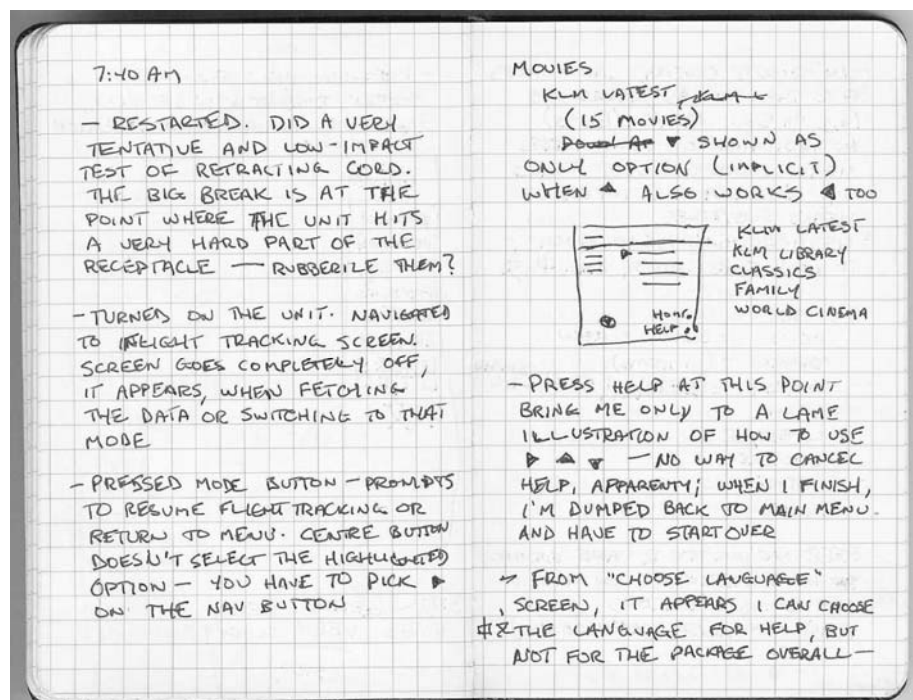 7:40 AM
— RESTARTED. DID A VERY
TENTATIVE AND LOW-IMPACT
TEST OF RETRACTING CORD.
THE BIG BREAK IS AT THE
POINT WHERE THE UNIT HITS
A VERY HARD PART OF THE
RECEPTACLE — RUBBERIZE THEM?
— TURNED ON THE UNIT. NAVIGATED
TO INFLIGHT TRACKING SCREEN.
SCREEN GOES COMPLETELY OFF,
IT APPEARS, WHEN FETCHING
THE DATA OR SWITCHING TO THAT
MODE
— PRESSED MODE BUTTON — PROMPTS
TO RESUME FLIGHT TRACKING OR
RETURN TO MENU. CENTRE BUTTON
DOESN'T SELECT THE HIGHLIGHTED
OPTION — YOU HAVE TO PICK ▶
ON THE NAV BUTTON
MOVIES
KLM LATEST
(15 MOVIES)
▼ SHOWN AS
ONLY OPTION (IMPLICIT)
WHEN ▲ ALSO WORKS ◀ TOO
KLM LATEST
KLM LIBRARY
CLASSICS
FAMILY
WORLD CINEMA
HOME
HELP
— PRESS HELP AT THIS POINT
BRING ME ONLY TO A LAME
ILLUSTRATION OF HOW TO USE
▶ ▲ ▼ — NO WAY TO CANCEL
HELP, APPARENTY; WHEN I FINISH,
I'M DUMPED BACK TO MAIN MENU.
AND HAVE TO START OVER
FROM "CHOOSE LANGUAGE"
SCREEN, IT APPEARS I CAN CHOOSE
THE LANGUAGE FOR HELP, BUT
NOT FOR THE PACKAGE OVERALL —